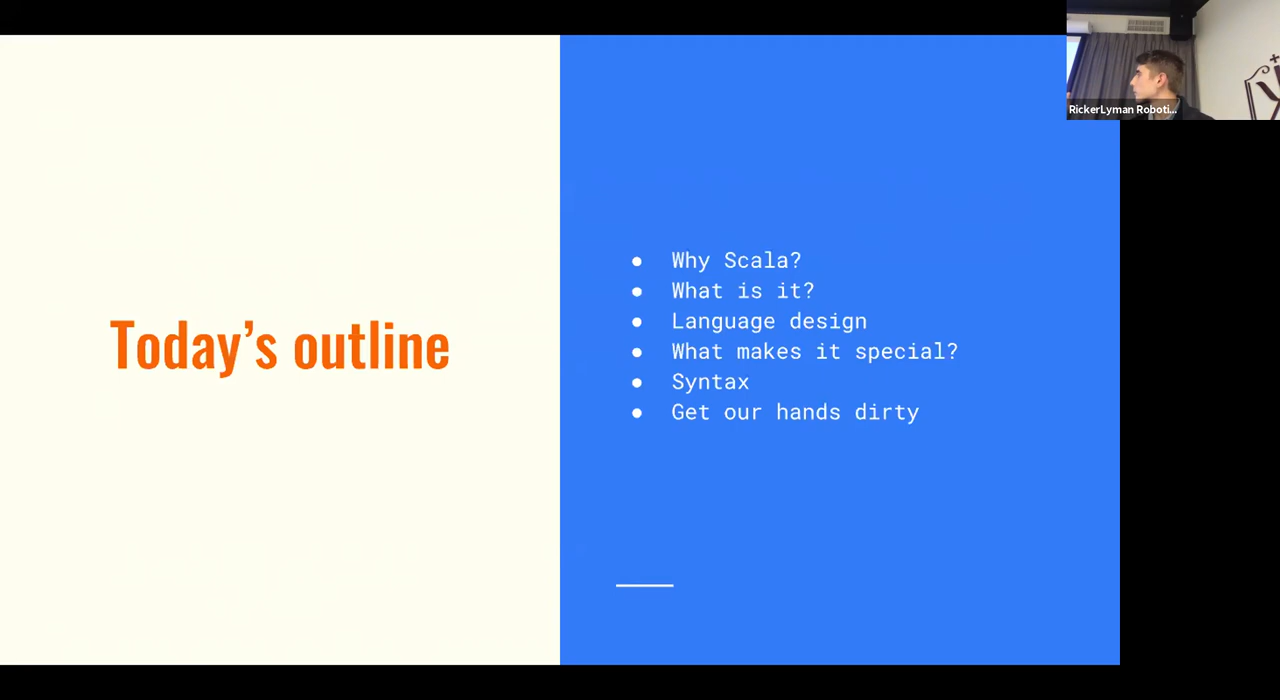 RickerLyman Roboti...
Today’s outline
● Why Scala?
● What is it?
● Language design
● What makes it special?
● Syntax
● Get our hands dirty